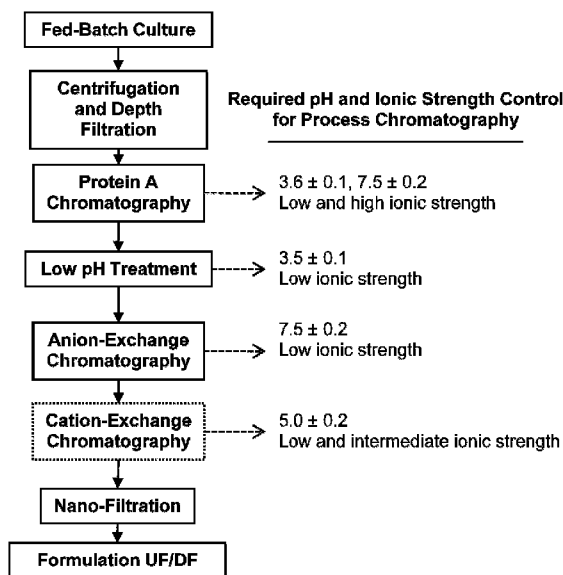 Fed-Batch Culture
Centrifugation
and Depth
Filtration
Required pH and Ionic Strength Control
for Process Chromatography
Protein A
Chromatography
3.6 ± 0.1, 7.5 ± 0.2
Low and high ionic strength
Low pH Treatment
3.5 ± 0.1
Low ionic strength
Anion-Exchange
Chromatography
7.5 ± 0.2
Low ionic strength
Cation-Exchange
Chromatography
5.0 ± 0.2
Low and intermediate ionic strength
Nano-Filtration
Formulation UF/DF